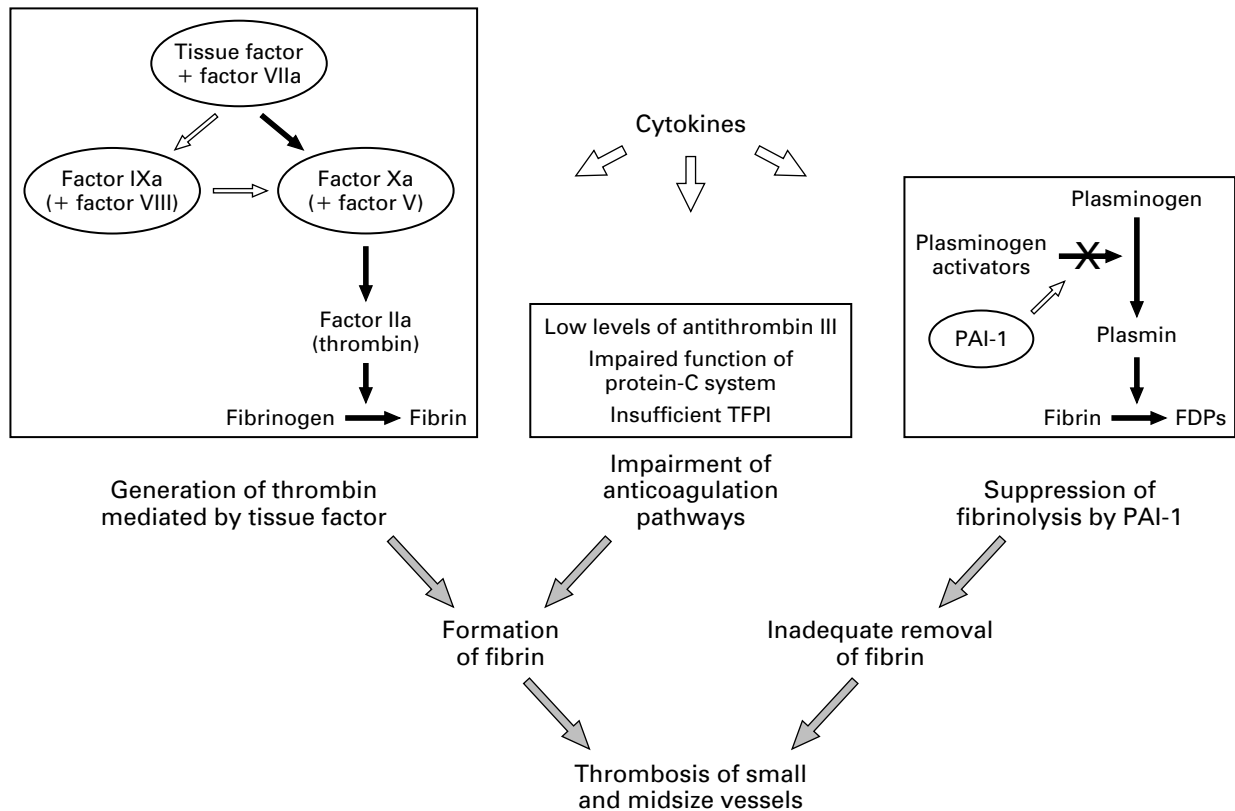 Tissue factor
+ factor VIIa
Factor IXa
(+ factor VIII)
Factor Xa
(+ factor V)
Factor IIa
(thrombin)
Fibrinogen
Fibrin
Generation of thrombin
mediated by tissue factor
Cytokines
Low levels of antithrombin III
Impaired function of
protein-C system
Insufficient TFPI
Impairment of
anticoagulation
pathways
Plasminogen
Plasminogen
activators
X
PAI-1
Plasmin
Fibrin
FDPs
Suppression of
fibrinolysis by PAI-1
Formation
of fibrin
Inadequate removal
of fibrin
Thrombosis of small
and midsize vessels